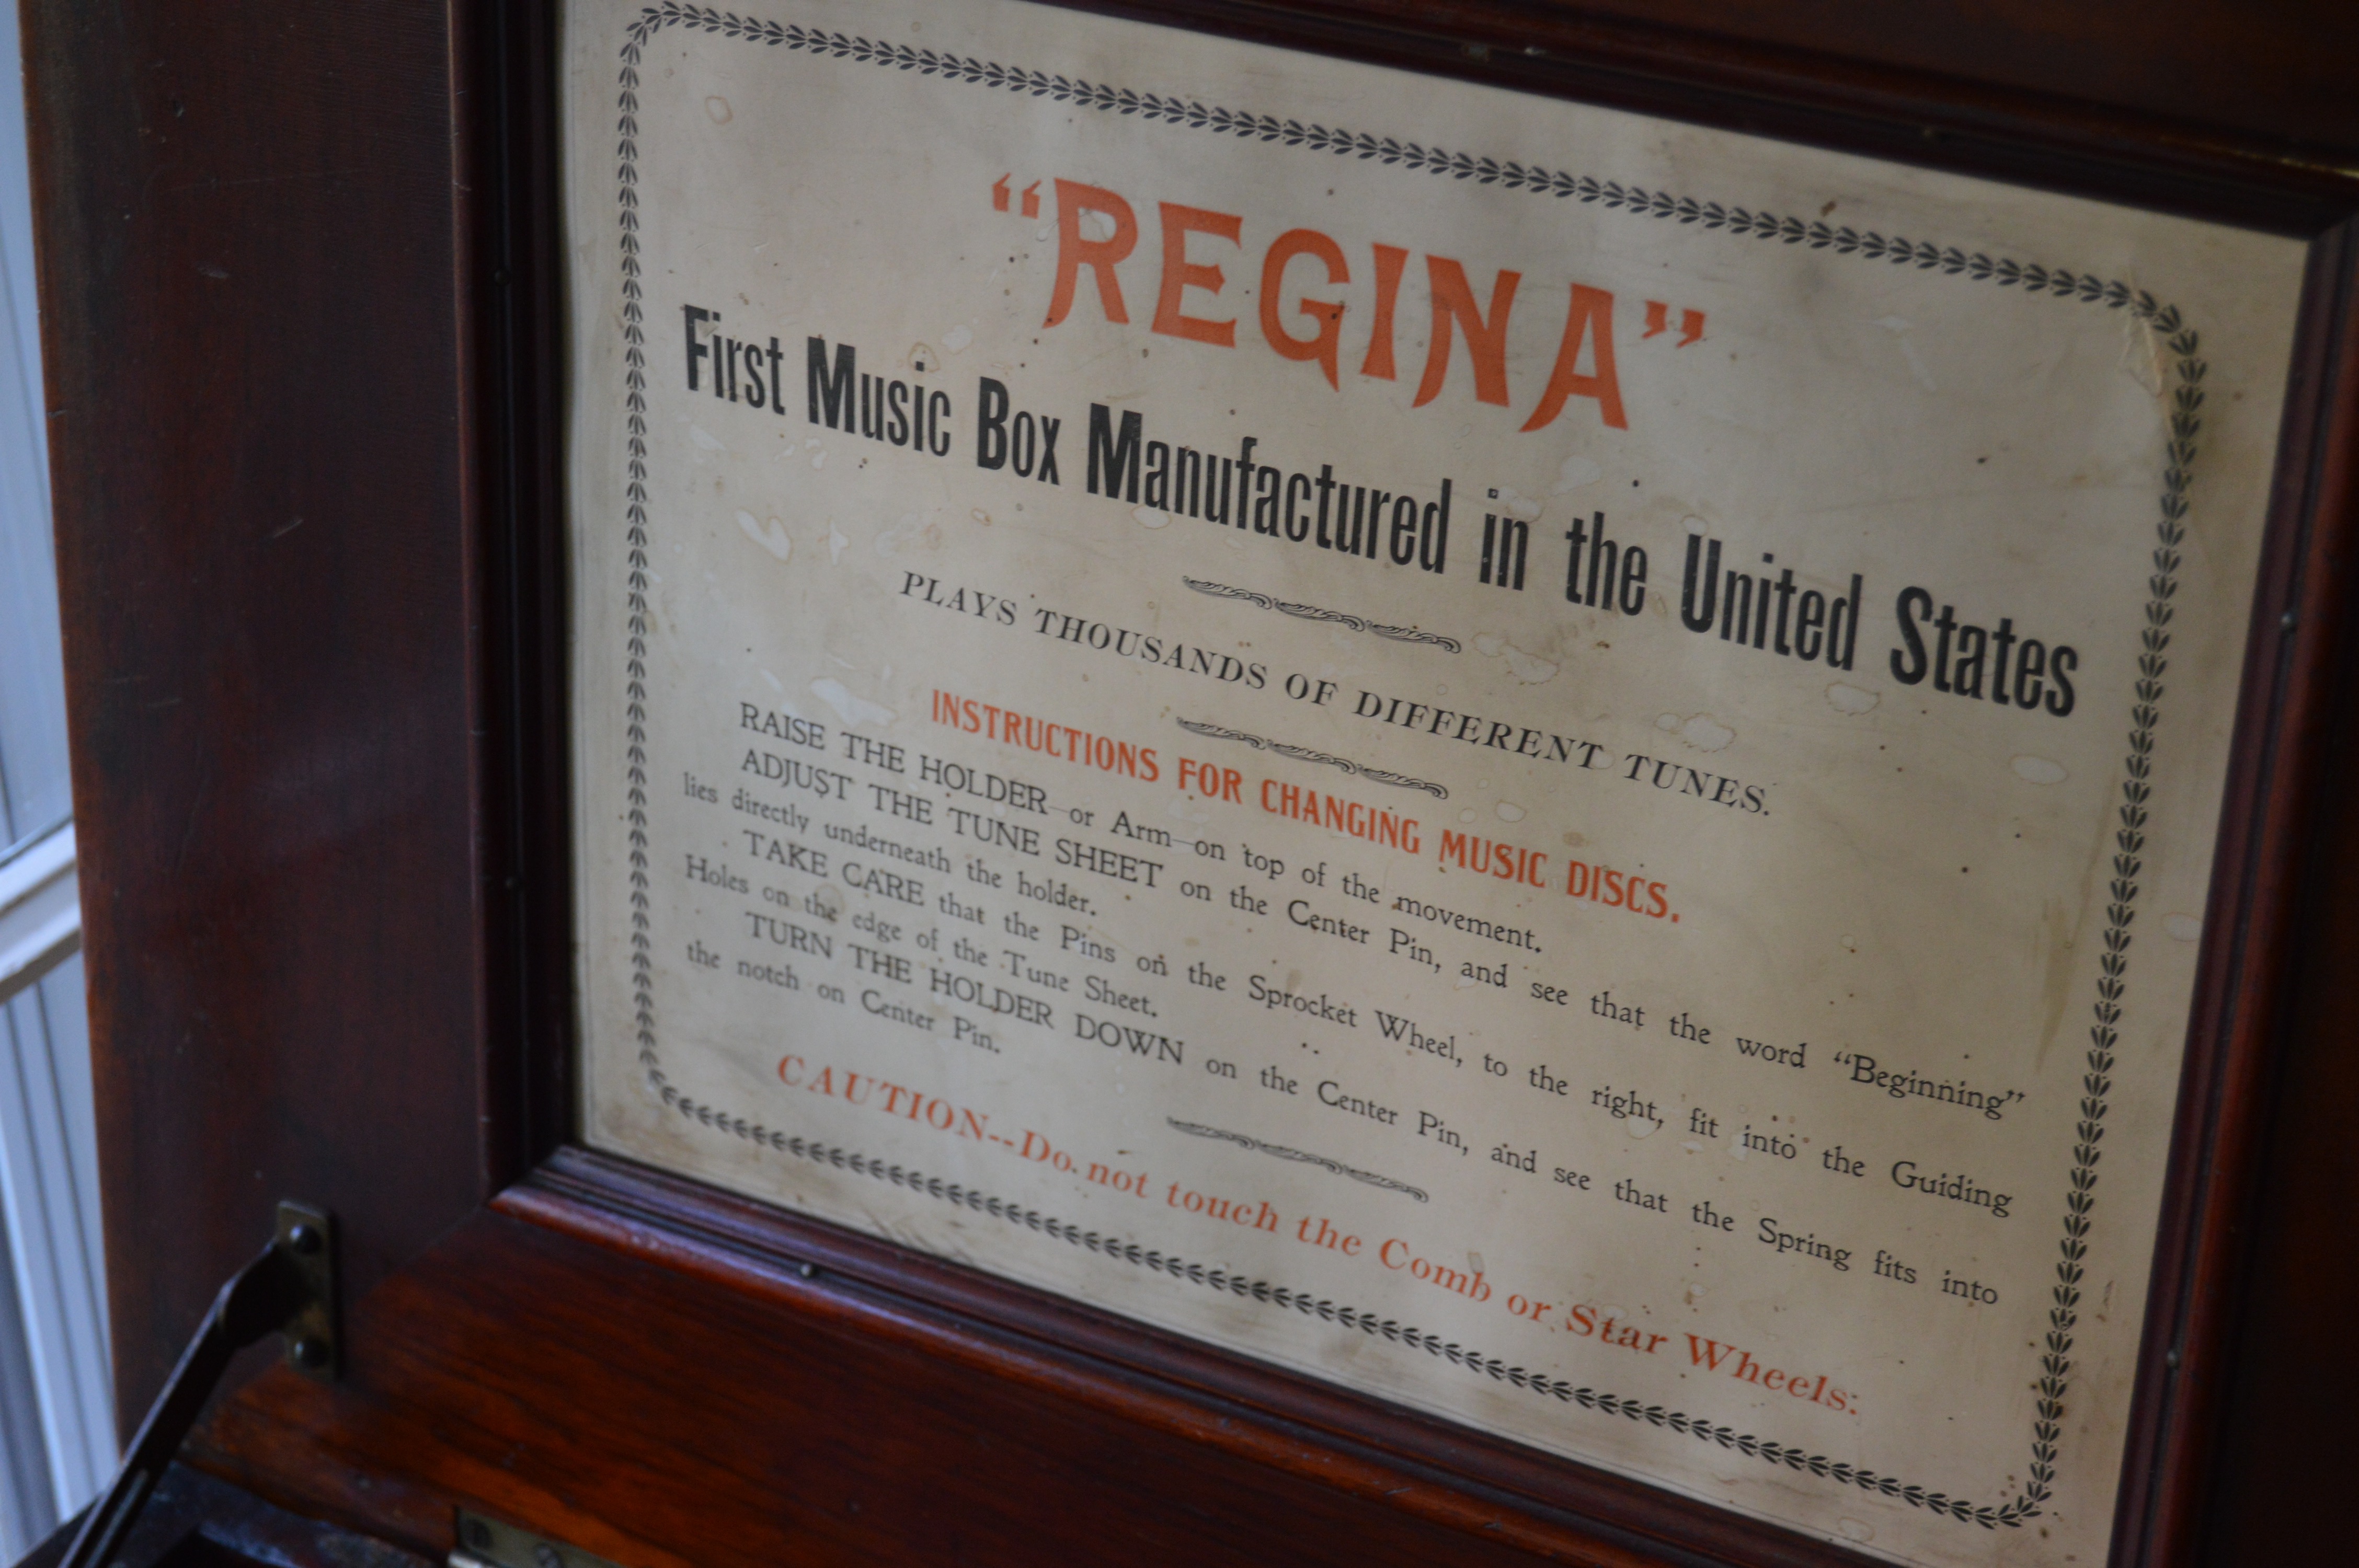 “REGINA”
First Music Box Manufactured in the United States
PLAYS THOUSANDS OF DIFFERENT TUNES.
INSTRUCTIONS FOR CHANGING MUSIC DISCS.
RAISE THE HOLDER or Arm on top of the movement.
ADJUST THE TUNE SHEET on the Center Pin, and see that the word “Beginning”
lies directly underneath the holder.
TAKE CARE that the Pins on the Sprocket Wheel, to the right, fit into the Guiding
Holes on the edge of the Tune Sheet.
TURN THE HOLDER DOWN on the Center Pin, and see that the Spring fits into
the notch on Center Pin.
CAUTION--Do not touch the Comb or Star Wheels: